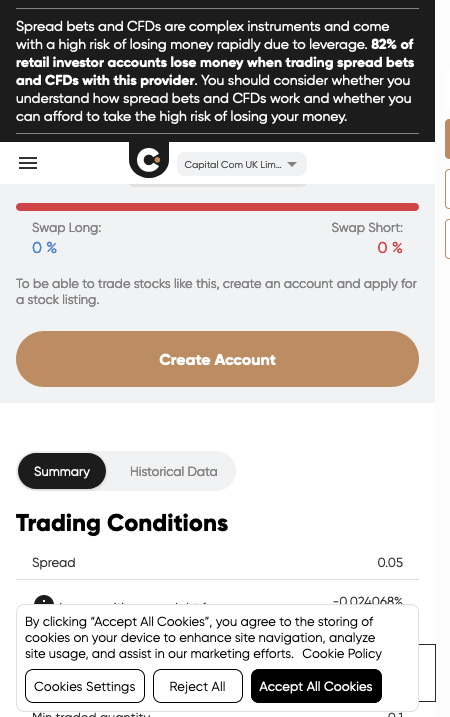 Spread bets and CFDs are complex instruments and come
with a high risk of losing money rapidly due to leverage. 82% of
retail investor accounts lose money when trading spread bets
and CFDs with this provider. You should consider whether you
understand how spread bets and CFDs work and whether you
can afford to take the high risk of losing your money.
Capital Com UK Lim...
Swap Long:
Swap Short:
0 %
0 %
To be able to trade stocks like this, create an account and apply for
a stock listing.
Create Account
Summary
Historical Data
Trading Conditions
Spread
0.05
-0.024068%
By clicking “Accept All Cookies”, you agree to the storing of
cookies on your device to enhance site navigation, analyze
site usage, and assist in our marketing efforts. Cookie Policy
Cookies Settings
Reject All
Accept All Cookies
Min traded quantity
0.1